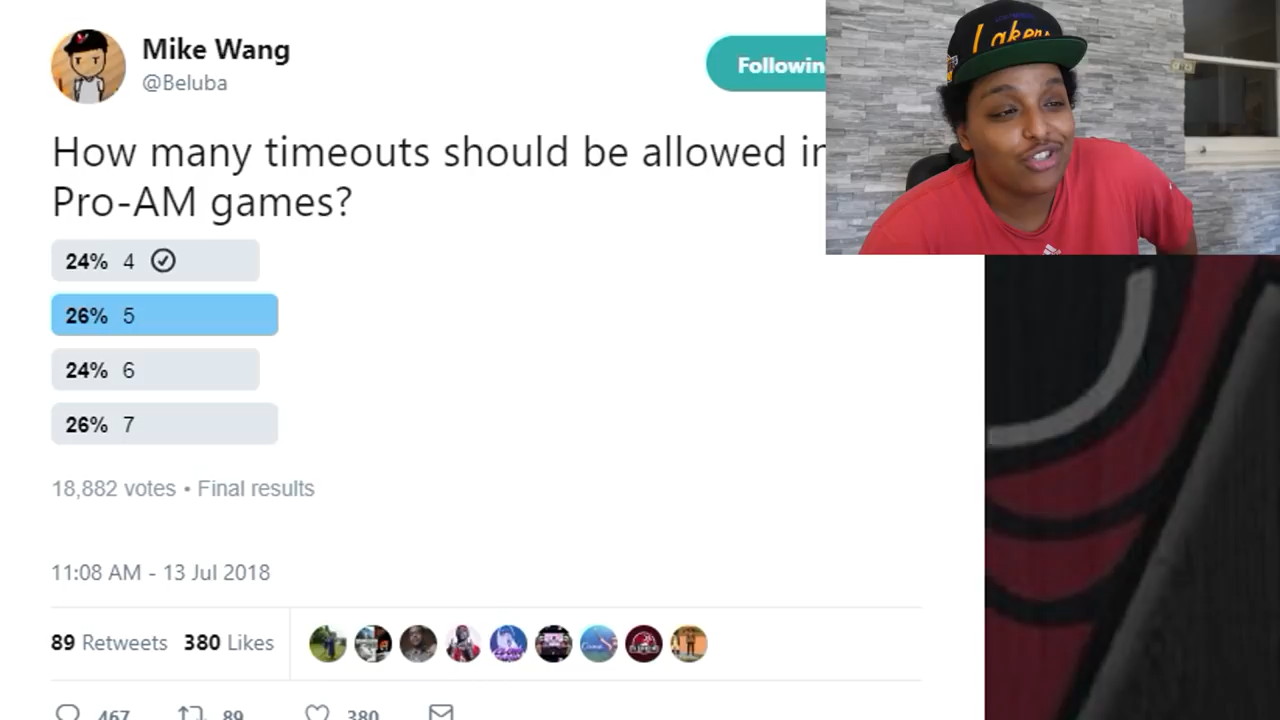 Mike Wang
@Beluba
Following
Lakers
How many timeouts should be allowed in
Pro-AM games?
24% 4
26% 5
24% 6
26% 7
18,882 votes • Final results
11:08 AM - 13 Jul 2018
89 Retweets 380 Likes
467 89 380